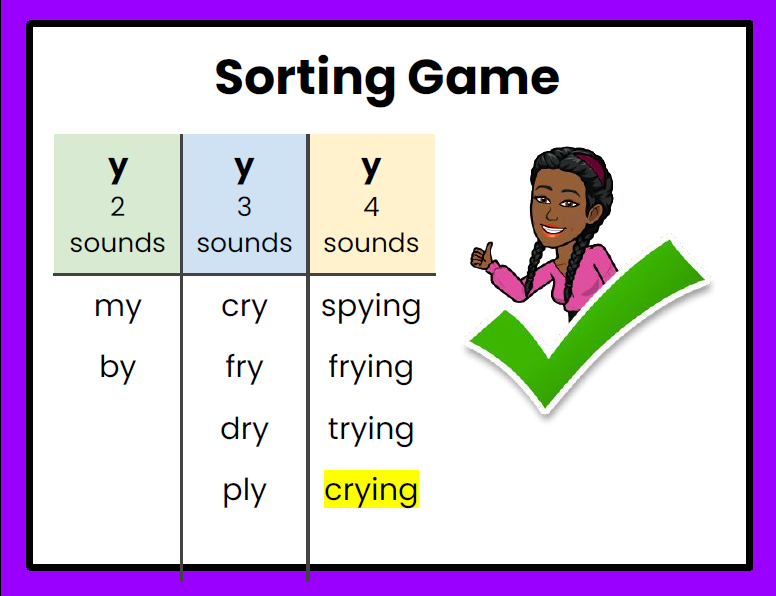 Sorting Game
y y y
2 3 4
sounds sounds sounds
my cry spying
by fry frying
dry trying
ply crying